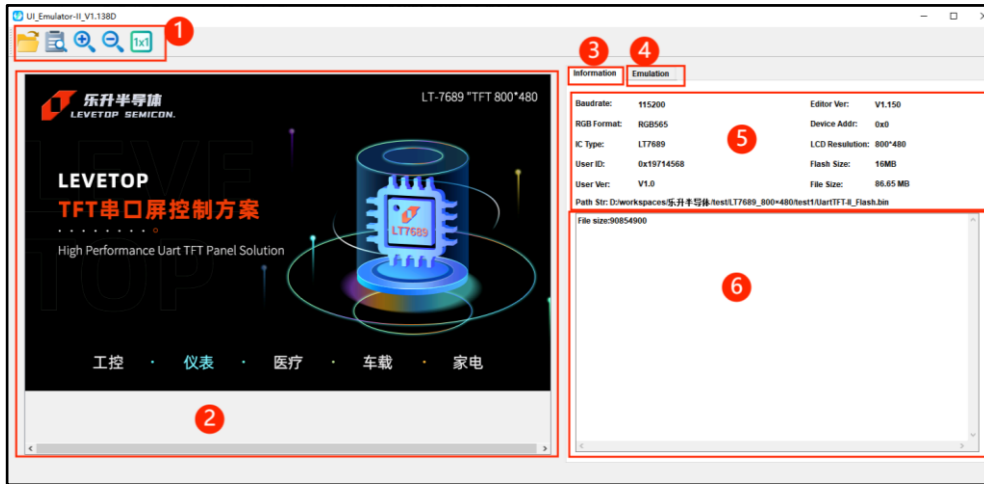 UI_Emulator-II_V1.138D
1
1x1
3
4
Information
Emulation
乐升半导体
LEVETOP SEMICON.
LT-7689 "TFT 800*480
LEVETOP
TFT串口屏控制方案
High Performance Uart TFT Panel Solution
LT7689
工控 · 仪表 · 医疗 · 车载 · 家电
2
Baudrate: 115200 Editor Ver: V1.150
RGB Format: RGB565 Device Addr: 0x0
IC Type: LT7689 LCD Resulution: 800*480
User ID: 0x19714568 Flash Size: 16MB
User Ver: V1.0 File Size: 86.65 MB
Path Str: D:/workspaces/乐升半导体/test/LT7689_800×480/test1/UartTFT-II_Flash.bin
5
File size:90854900
6